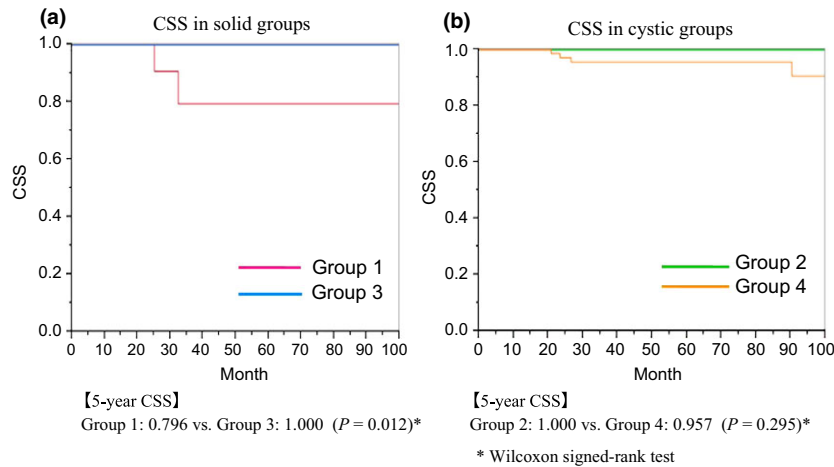 (a) CSS in solid groups
1.0
0.8
0.6
0.4
0.2
0.0
CSS
Group 1
Group 3
0 10 20 30 40 50 60 70 80 90 100
Month
【5-year CSS】
Group 1: 0.796 vs. Group 3: 1.000 (P = 0.012)*
(b) CSS in cystic groups
1.0
0.8
0.6
0.4
0.2
0.0
CSS
Group 2
Group 4
0 10 20 30 40 50 60 70 80 90 100
Month
【5-year CSS】
Group 2: 1.000 vs. Group 4: 0.957 (P = 0.295)*
* Wilcoxon signed-rank test